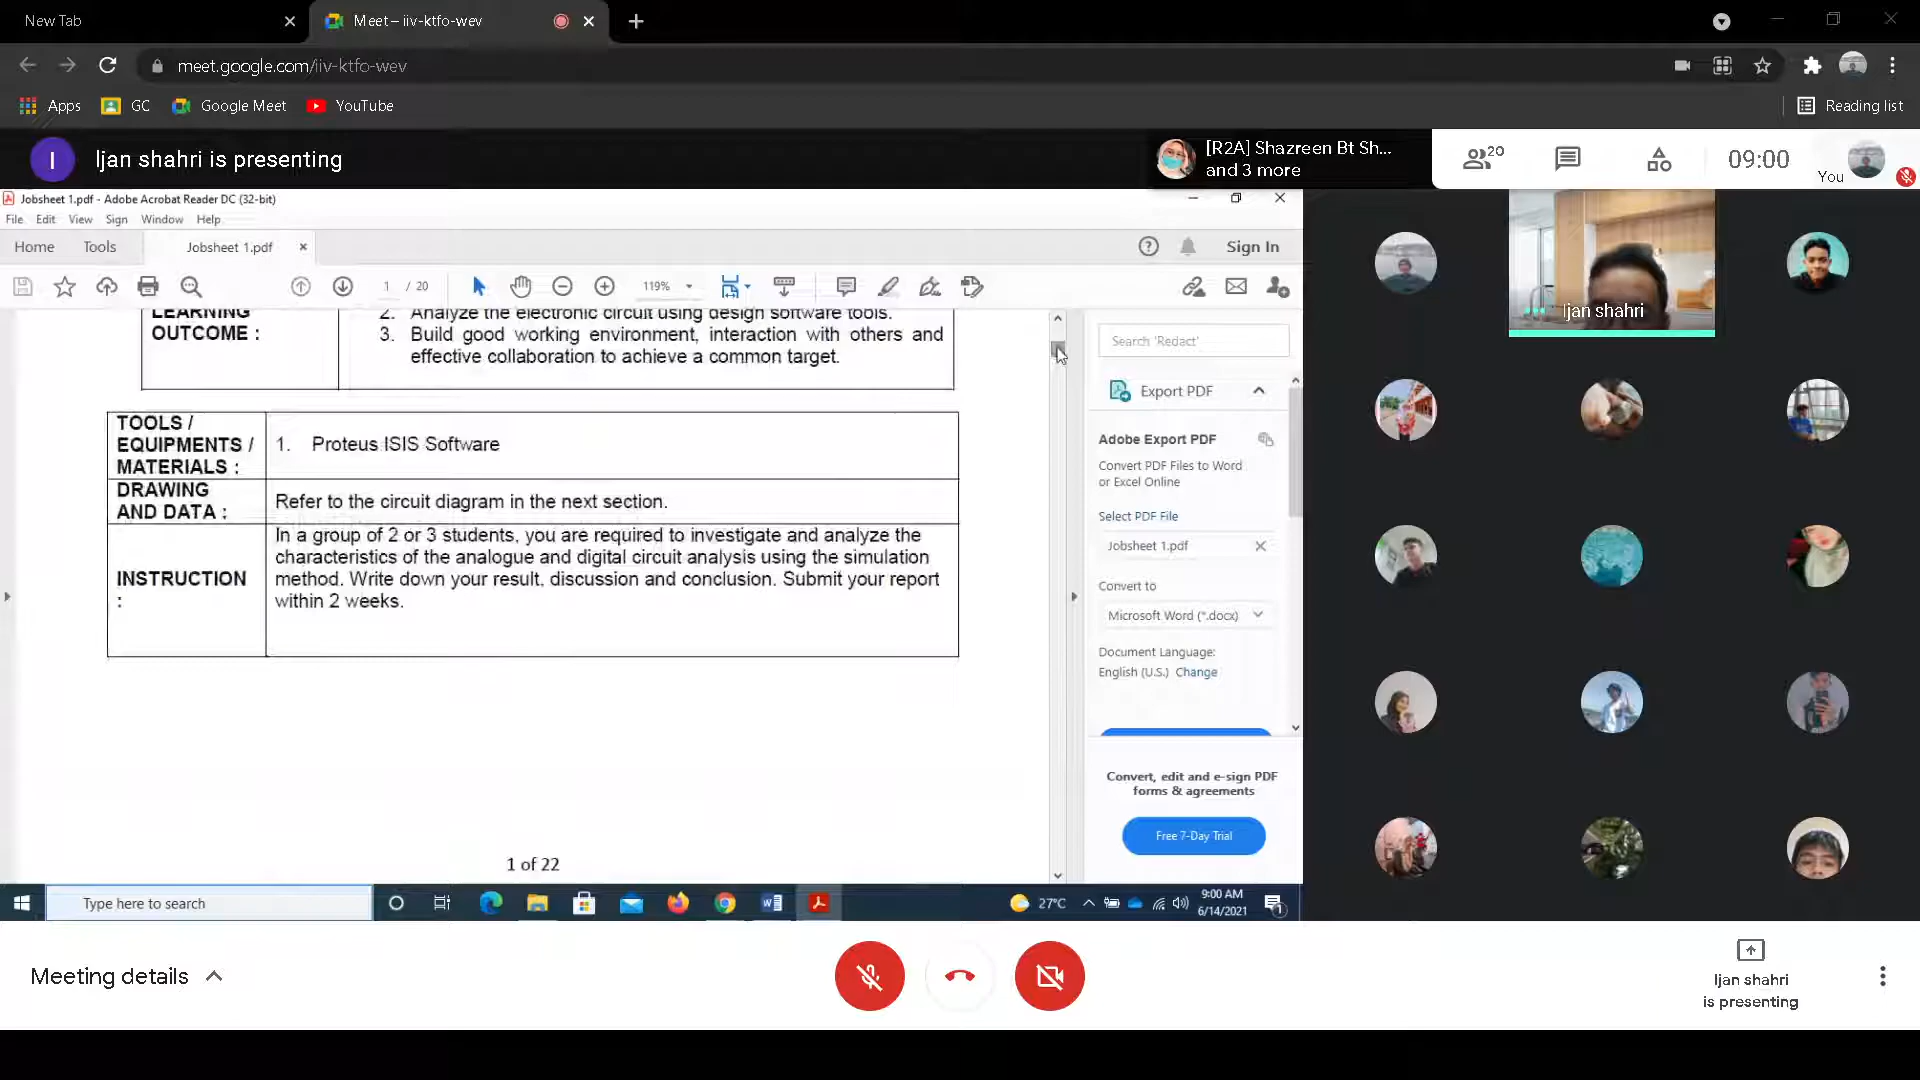 New Tab
Meet – iiv-ktfo-wev
meet.google.com/iiv-ktfo-wev
Apps
GC
Google Meet
YouTube
Reading list
I
Ijan shahri is presenting
[R2A] Shazreen Bt Sh...
and 3 more
20
09:00
You
Jobsheet 1.pdf - Adobe Acrobat Reader DC (32-bit)
File Edit View Sign Window Help
Home
Tools
Jobsheet 1.pdf
Sign In
1 / 20
119%
LEARNING
OUTCOME :
2. Analyze the electronic circuit using design software tools.
3. Build good working environment, interaction with others and
effective collaboration to achieve a common target.
TOOLS /
EQUIPMENTS /
MATERIALS :
1. Proteus ISIS Software
DRAWING
AND DATA :
Refer to the circuit diagram in the next section.
INSTRUCTION
:
In a group of 2 or 3 students, you are required to investigate and analyze the
characteristics of the analogue and digital circuit analysis using the simulation
method. Write down your result, discussion and conclusion. Submit your report
within 2 weeks.
1 of 22
Search 'Redact'
Export PDF
Adobe Export PDF
Convert PDF Files to Word
or Excel Online
Select PDF File
Jobsheet 1.pdf
Convert to
Microsoft Word (*.docx)
Document Language:
English (U.S.) Change
Convert, edit and e-sign PDF
forms & agreements
Free 7-Day Trial
Ijan shahri
Type here to search
27°C
9:00 AM
6/14/2021
1
Meeting details
Ijan shahri
is presenting